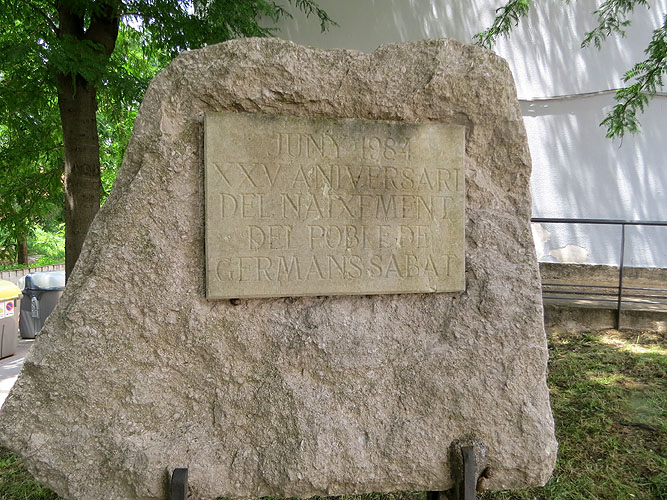 JUNY 1984
XXV ANIVERSARI
DEL NAIXEMENT
DEL POBLE DE
GERMANS SABAT